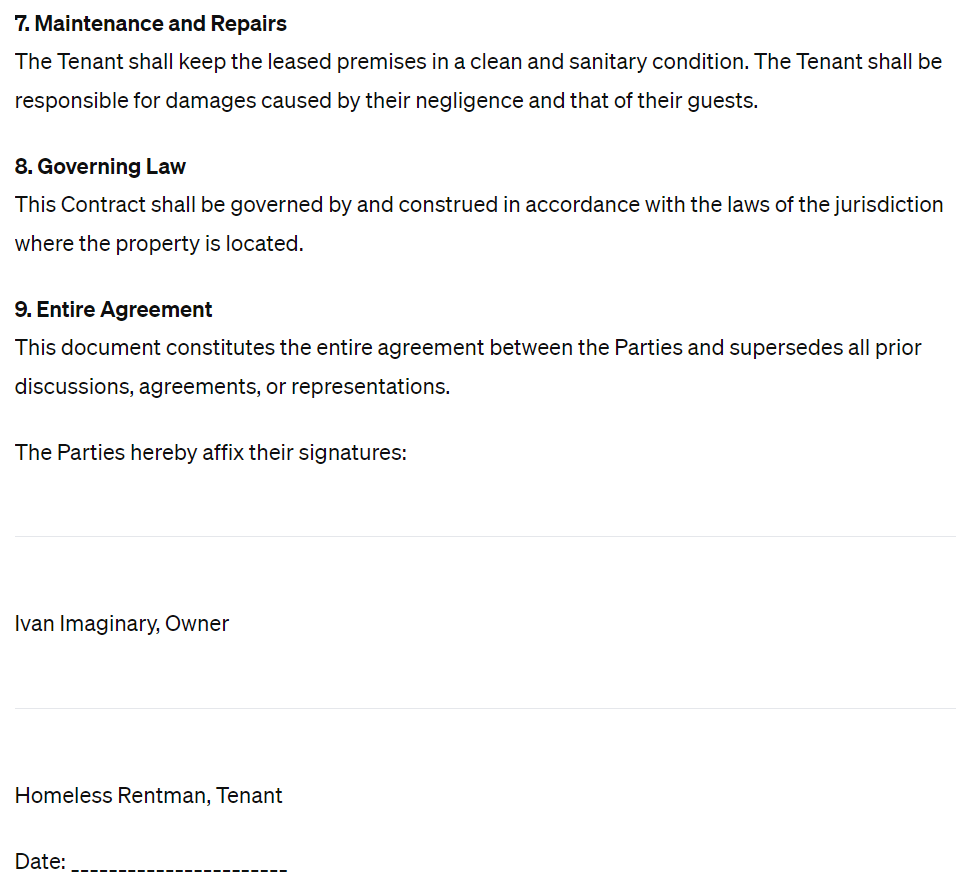 7. Maintenance and Repairs
The Tenant shall keep the leased premises in a clean and sanitary condition. The Tenant shall be
responsible for damages caused by their negligence and that of their guests.
8. Governing Law
This Contract shall be governed by and construed in accordance with the laws of the jurisdiction
where the property is located.
9. Entire Agreement
This document constitutes the entire agreement between the Parties and supersedes all prior
discussions, agreements, or representations.
The Parties hereby affix their signatures:
Ivan Imaginary, Owner
Homeless Rentman, Tenant
Date: _______________________